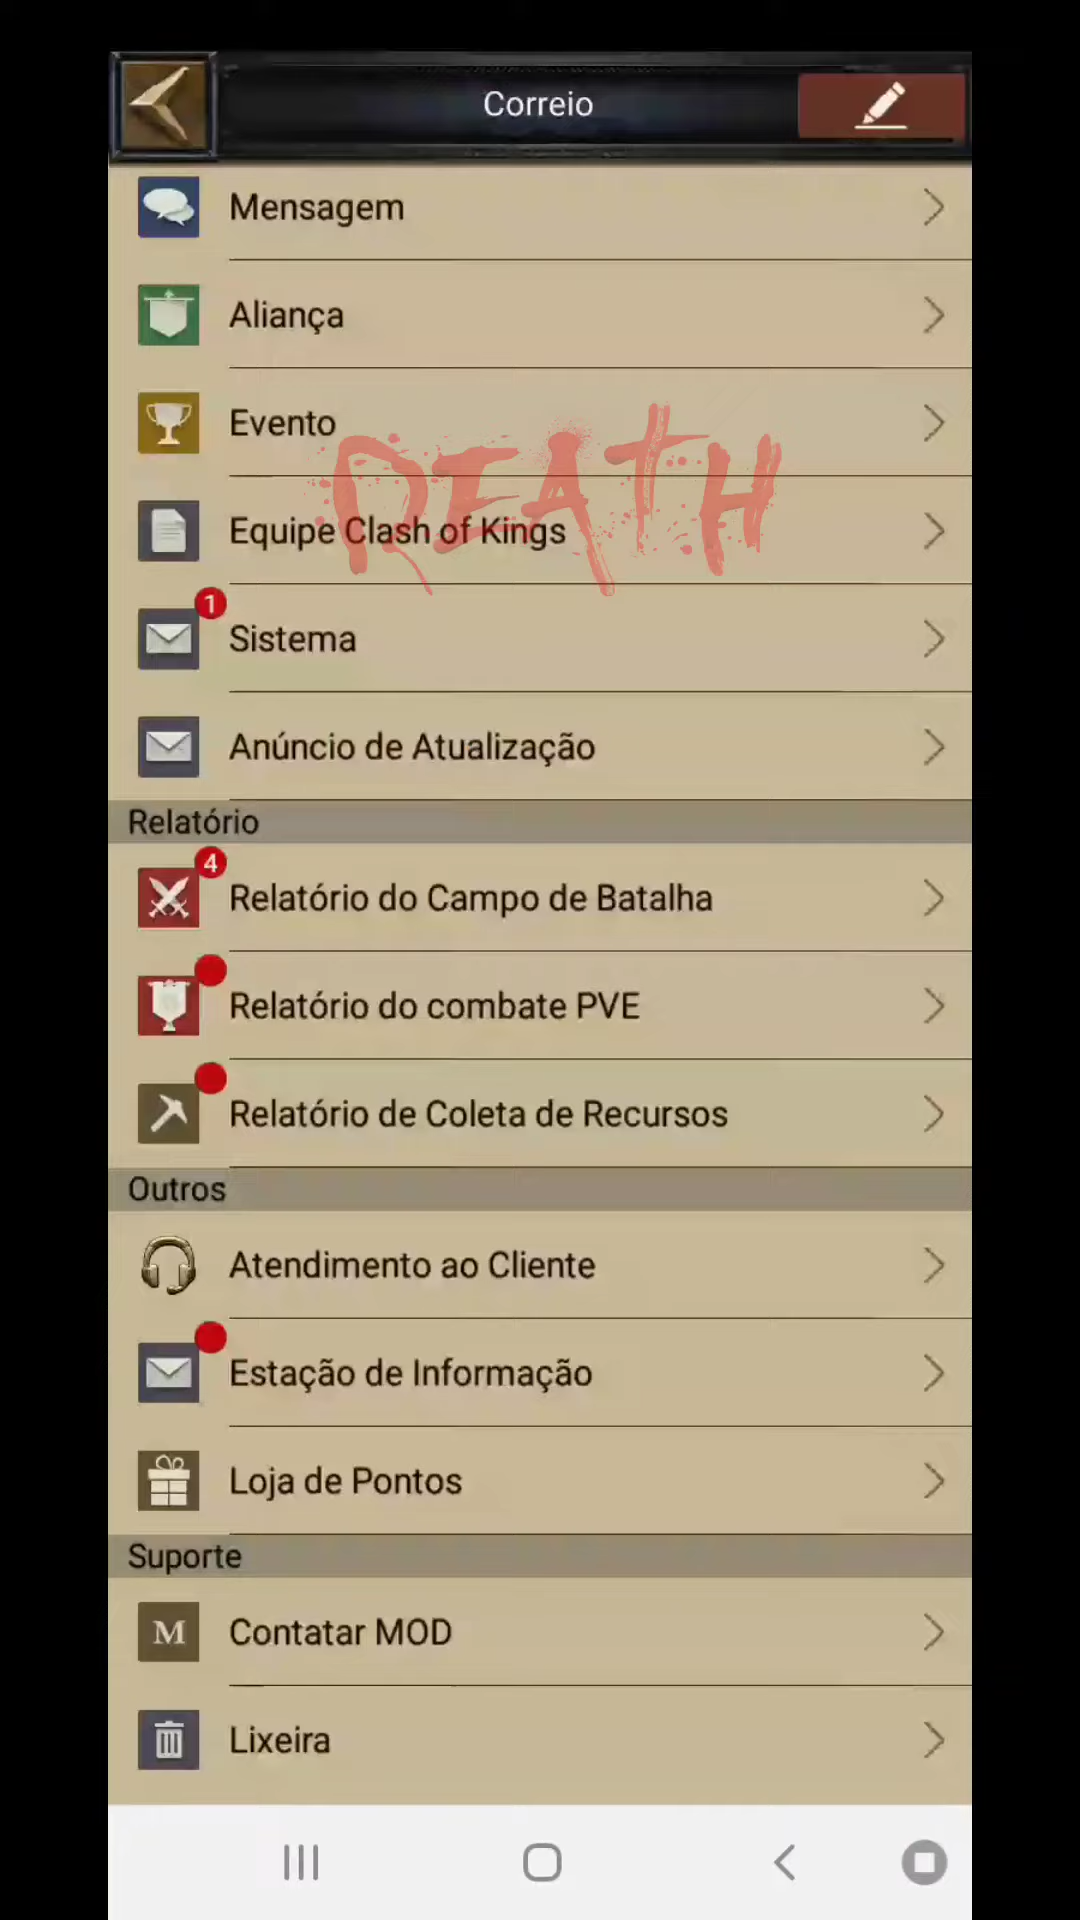 Correio
Mensagem
Aliança
Evento
DEATH
Equipe Clash of Kings
1
Sistema
Anúncio de Atualização
Relatório
4
Relatório do Campo de Batalha
Relatório do combate PVE
Relatório de Coleta de Recursos
Outros
Atendimento ao Cliente
Estação de Informação
Loja de Pontos
Suporte
M
Contatar MOD
Lixeira